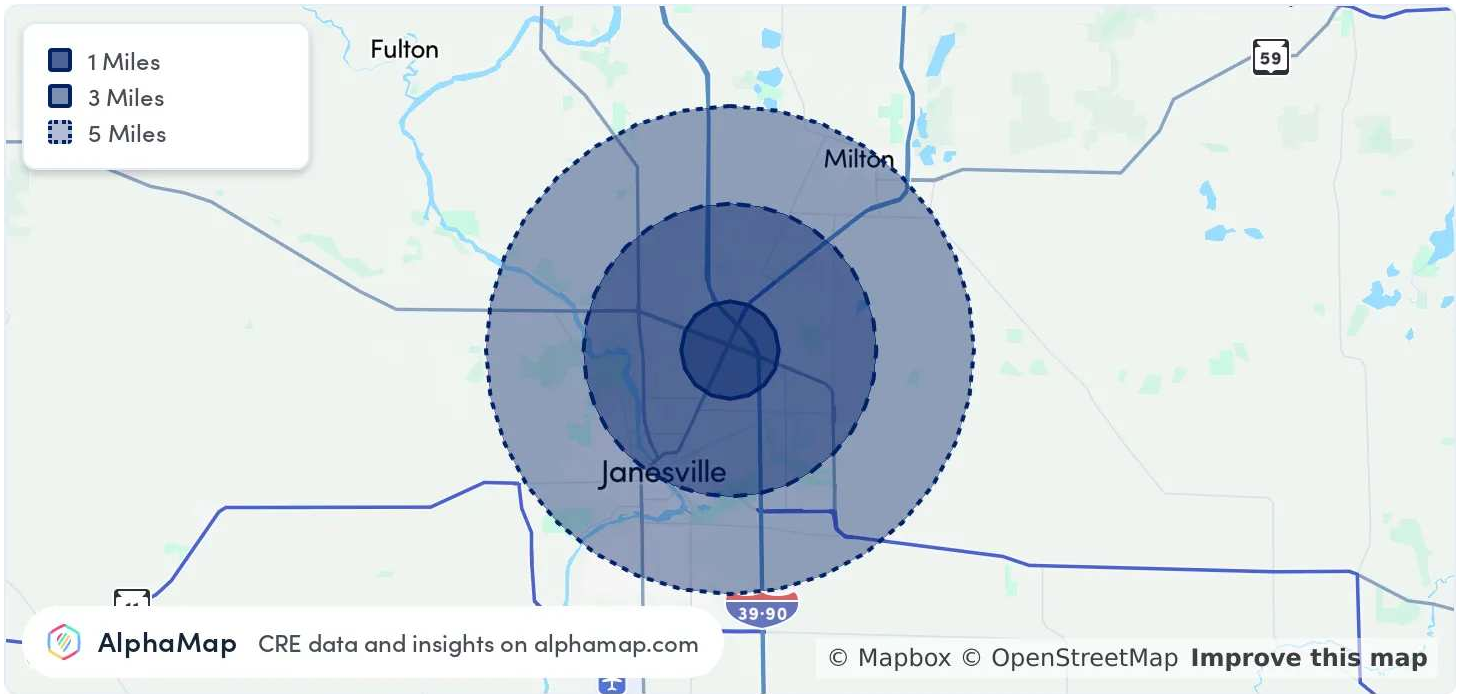 Fulton
1 Miles
3 Miles
5 Miles
59
Milton
Janesville
39·90
AlphaMap CRE data and insights on alphamap.com
© Mapbox © OpenStreetMap Improve this map